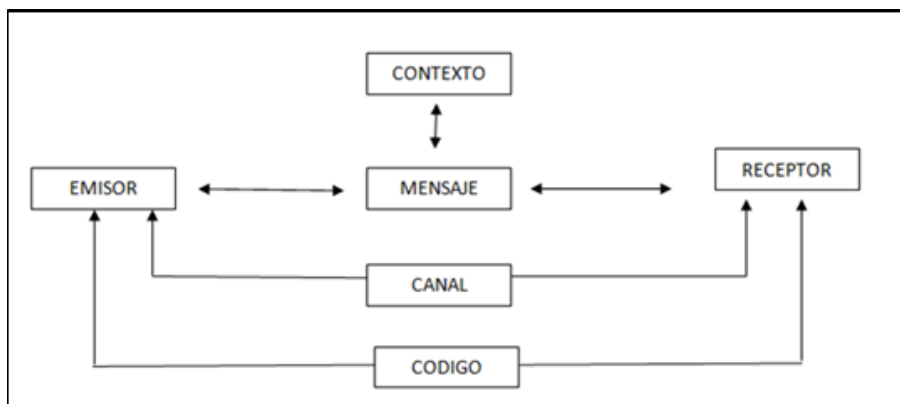 CONTEXTO
EMISOR
MENSAJE
RECEPTOR
CANAL
CODIGO